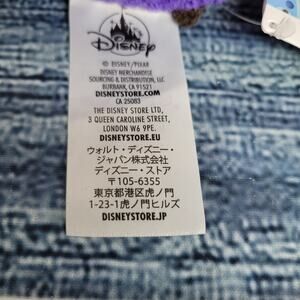 Disney
© DISNEY/PIXAR
DISNEY MERCHANDISE
SOURCING & DISTRIBUTION, LLC
BURBANK, CA 91521
DISNEYSTORE.COM
CA 25083
THE DISNEY STORE LTD,
3 QUEEN CAROLINE STREET,
LONDON W6 9PE.
DISNEYSTORE.EU
ウォルト・ディズニー・
ジャパン株式会社
ディズニー・ストア
〒105-6355
東京都港区虎ノ門
1-23-1虎ノ門ヒルズ
DISNEYSTORE.JP